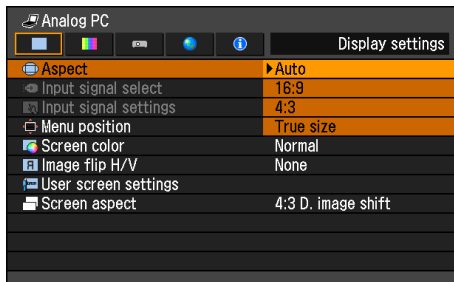 Analog PC
Display settings
Aspect Auto
Input signal select 16:9
Input signal settings 4:3
Menu position True size
Screen color Normal
Image flip H/V None
User screen settings
Screen aspect 4:3 D. image shift